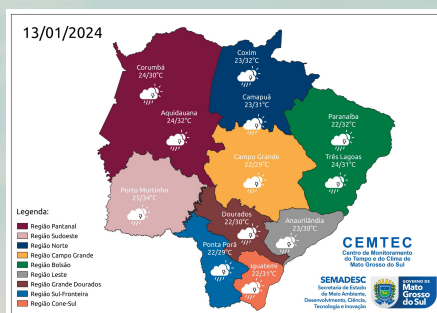 13/01/2024
Corumbá
24/30°C
Aquidauana
24/32°C
Coxim
23/32°C
Camapuã
23/31°C
Paranaíba
22/32°C
Três Lagoas
24/31°C
Campo Grande
22/29°C
Porto Murtinho
25/34°C
Dourados
22/30°C
Anaurilândia
23/30°C
Ponta Porã
22/29°C
Iguatemi
22/31°C
Legenda:
Região Pantanal
Região Sudoeste
Região Norte
Região Campo Grande
Região Bolsão
Região Leste
Região Grande Dourados
Região Sul-Fronteira
Região Cone-Sul
CEMTEC
Centro de Monitoramento
do Tempo e do Clima de
Mato Grosso do Sul
SEMADESC
Secretaria de Estado
de Meio Ambiente,
Desenvolvimento, Ciência,
Tecnologia e Inovação
GOVERNO DE
Mato
Grosso
do Sul